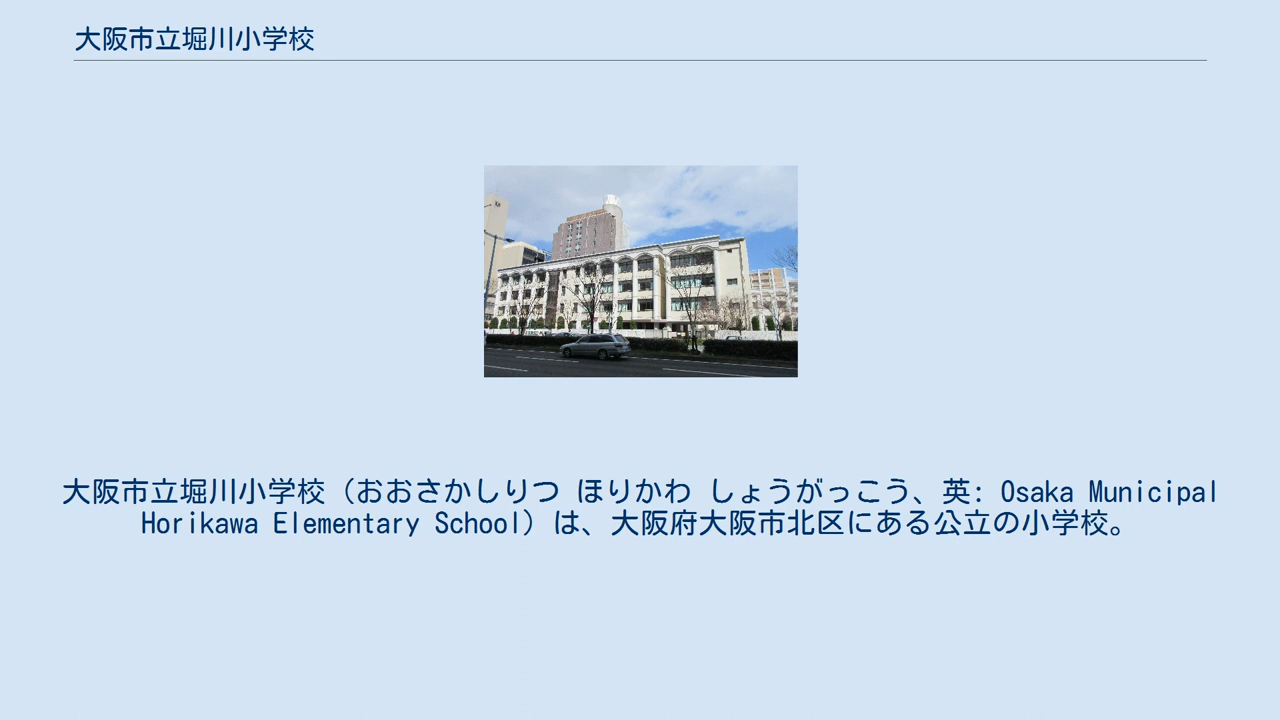 大阪市立堀川小学校
大阪市立堀川小学校（おおさかしりつ ほりかわ しょうがっこう、英: Osaka Municipal
Horikawa Elementary School）は、大阪府大阪市北区にある公立の小学校。